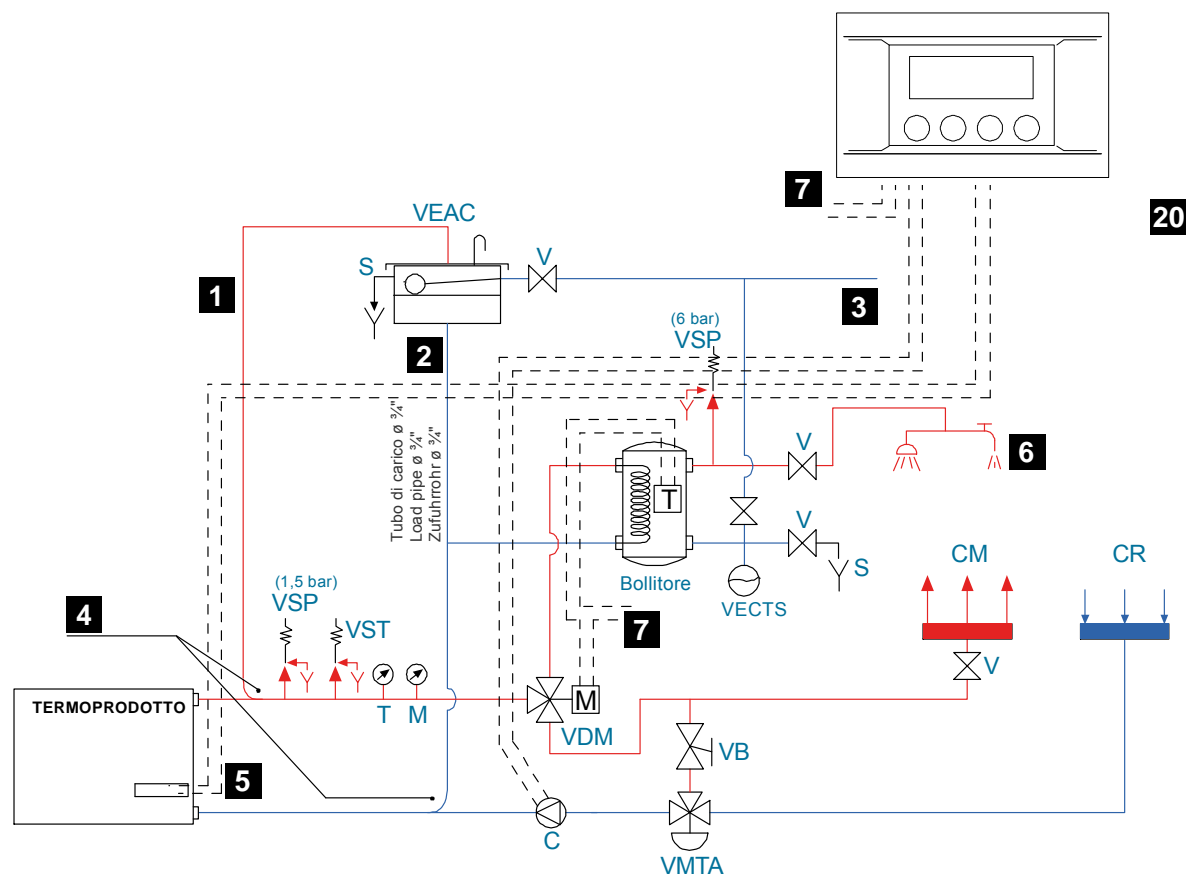 7
20
VEAC
S
V
1
3
(6 bar)
VSP
2
Tubo di carico ø ¾"
Load pipe ø ¾"
Zufuhrrohr ø ¾"
V
6
T
V
S
CM
CR
Bollitore
VECTS
(1,5 bar)
VSP
4
VST
7
V
TERMOPRODOTTO
T
M
M
VDM
VB
5
C
VMTA